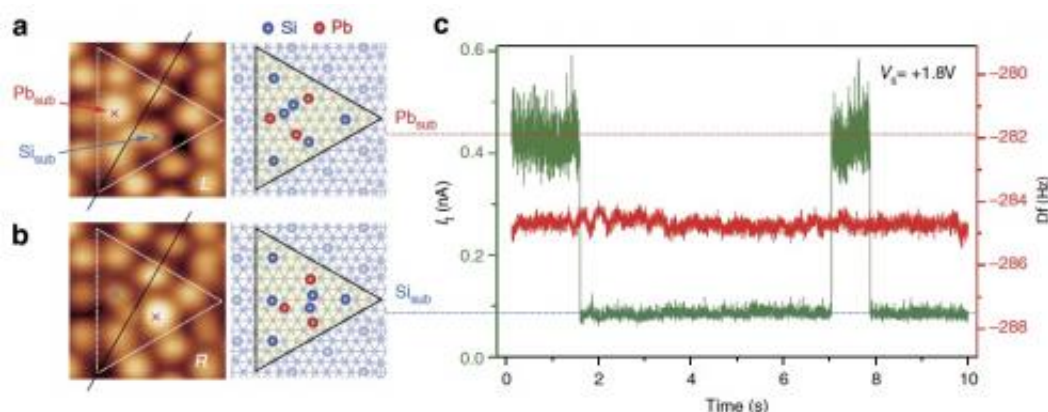 a
Si Pb
Pb_sub
Si_sub
L
b
R
c
Pb_sub
Si_sub
V_s = +1.8V
I_t (nA)
0.6
0.4
0.2
0.0
0 2 4 6 8 10
Time (s)
−280
−282
−284
−286
−288
Df (Hz)